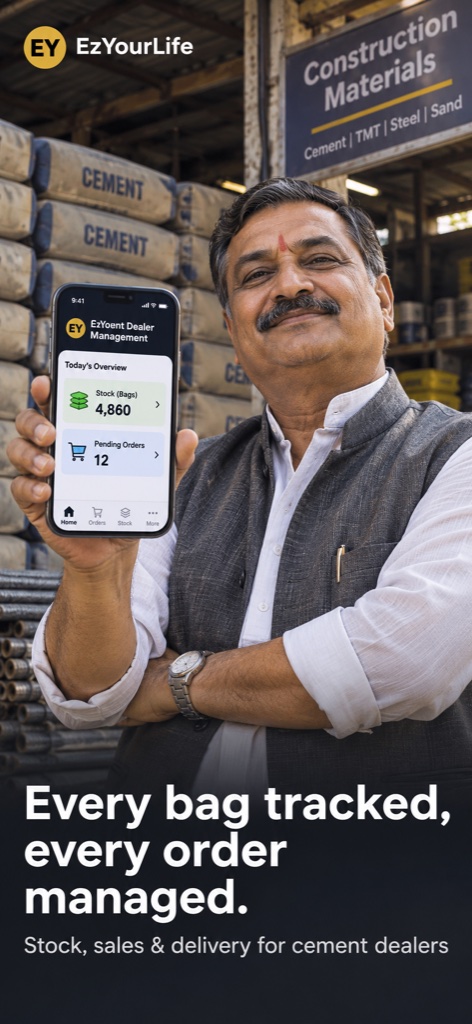 EY EzYourLife
Construction
Materials
Cement | TMT | Steel | Sand
CEMENT
CEMENT
9:41
EY
EzYoent Dealer
Management
Today's Overview
Stock (Bags)
4,860
Pending Orders
12
Home Orders Stock More
Every bag tracked,
every order
managed.
Stock, sales & delivery for cement dealers